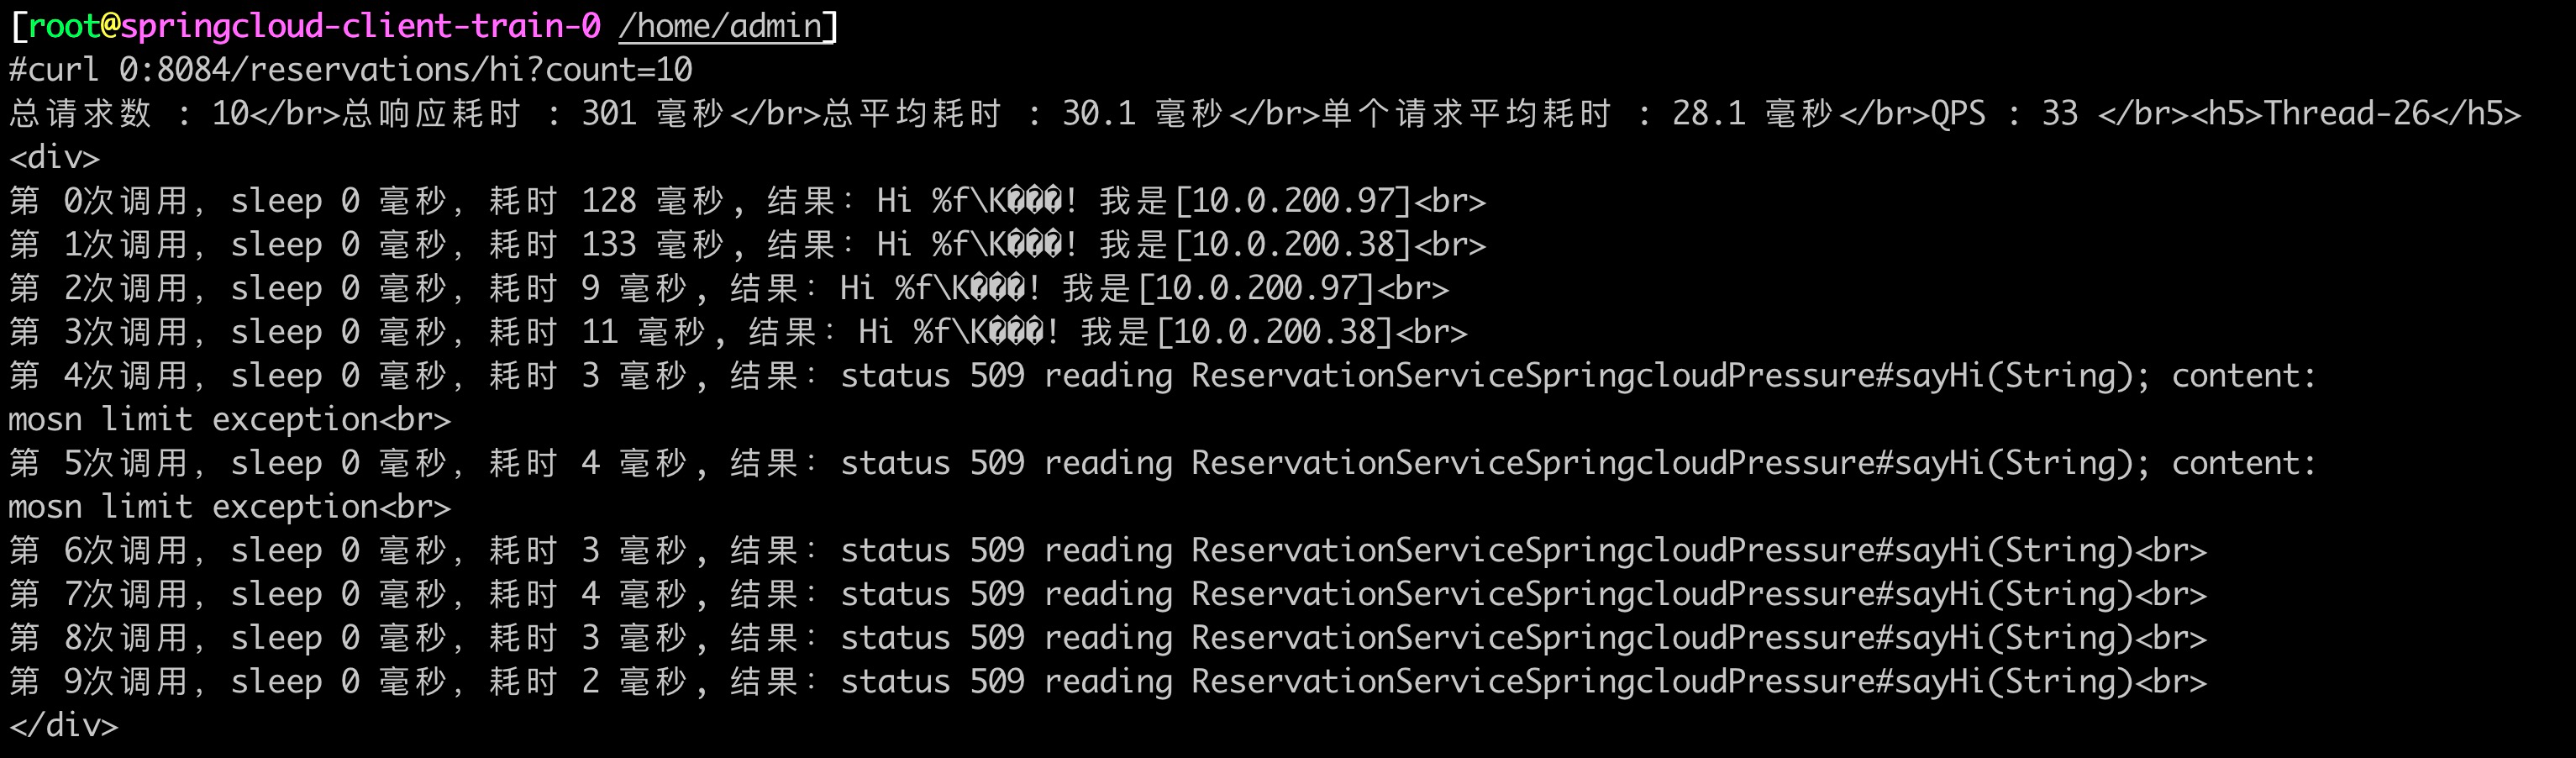 [root@springcloud-client-train-0 /home/admin]
#curl 0:8084/reservations/hi?count=10
总请求数 : 10</br>总响应耗时 : 301 毫秒</br>总平均耗时 : 30.1 毫秒</br>单个请求平均耗时 : 28.1 毫秒</br>QPS : 33 </br><h5>Thread-26</h5>
<div>
第 0次调用, sleep 0 毫秒, 耗时 128 毫秒, 结果: Hi %f\K���! 我是[10.0.200.97]<br>
第 1次调用, sleep 0 毫秒, 耗时 133 毫秒, 结果: Hi %f\K���! 我是[10.0.200.38]<br>
第 2次调用, sleep 0 毫秒, 耗时 9 毫秒, 结果: Hi %f\K���! 我是[10.0.200.97]<br>
第 3次调用, sleep 0 毫秒, 耗时 11 毫秒, 结果: Hi %f\K���! 我是[10.0.200.38]<br>
第 4次调用, sleep 0 毫秒, 耗时 3 毫秒, 结果: status 509 reading ReservationServiceSpringcloudPressure#sayHi(String); content:
mosn limit exception<br>
第 5次调用, sleep 0 毫秒, 耗时 4 毫秒, 结果: status 509 reading ReservationServiceSpringcloudPressure#sayHi(String); content:
mosn limit exception<br>
第 6次调用, sleep 0 毫秒, 耗时 3 毫秒, 结果: status 509 reading ReservationServiceSpringcloudPressure#sayHi(String)<br>
第 7次调用, sleep 0 毫秒, 耗时 4 毫秒, 结果: status 509 reading ReservationServiceSpringcloudPressure#sayHi(String)<br>
第 8次调用, sleep 0 毫秒, 耗时 3 毫秒, 结果: status 509 reading ReservationServiceSpringcloudPressure#sayHi(String)<br>
第 9次调用, sleep 0 毫秒, 耗时 2 毫秒, 结果: status 509 reading ReservationServiceSpringcloudPressure#sayHi(String)<br>
</div>